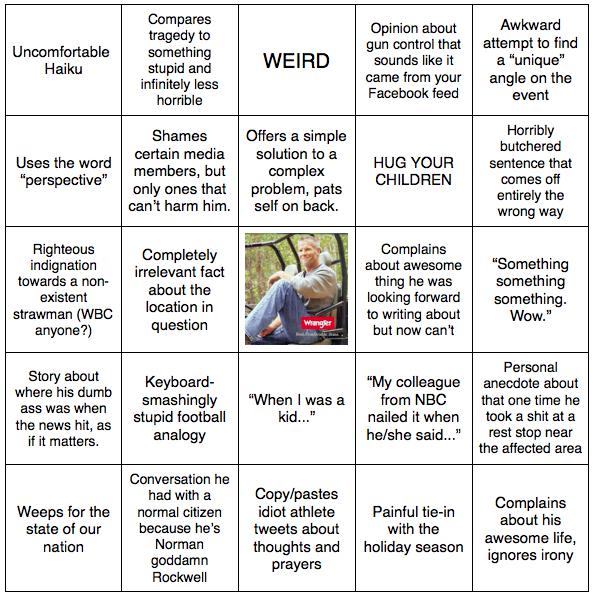 Uncomfortable
Haiku
Compares
tragedy to
something
stupid and
infinitely less
horrible
WEIRD
Opinion about
gun control that
sounds like it
came from your
Facebook feed
Awkward
attempt to find
a “unique”
angle on the
event
Uses the word
“perspective”
Shames
certain media
members, but
only ones that
can’t harm him.
Offers a simple
solution to a
complex
problem, pats
self on back.
HUG YOUR
CHILDREN
Horribly
butchered
sentence that
comes off
entirely the
wrong way
Righteous
indignation
towards a non-
existent
strawman (WBC
anyone?)
Completely
irrelevant fact
about the
location in
question
Wrangler
Complains
about awesome
thing he was
looking forward
to writing about
but now can’t
“Something
something
something.
Wow.”
Story about
where his dumb
ass was when
the news hit, as
if it matters.
Keyboard-
smashingly
stupid football
analogy
“When I was a
kid...”
“My colleague
from NBC
nailed it when
he/she said...”
Personal
anecdote about
that one time he
took a shit at a
rest stop near
the affected area
Weeps for the
state of our
nation
Conversation he
had with a
normal citizen
because he’s
Norman
goddamn
Rockwell
Copy/pastes
idiot athlete
tweets about
thoughts and
prayers
Painful tie-in
with the
holiday season
Complains
about his
awesome life,
ignores irony